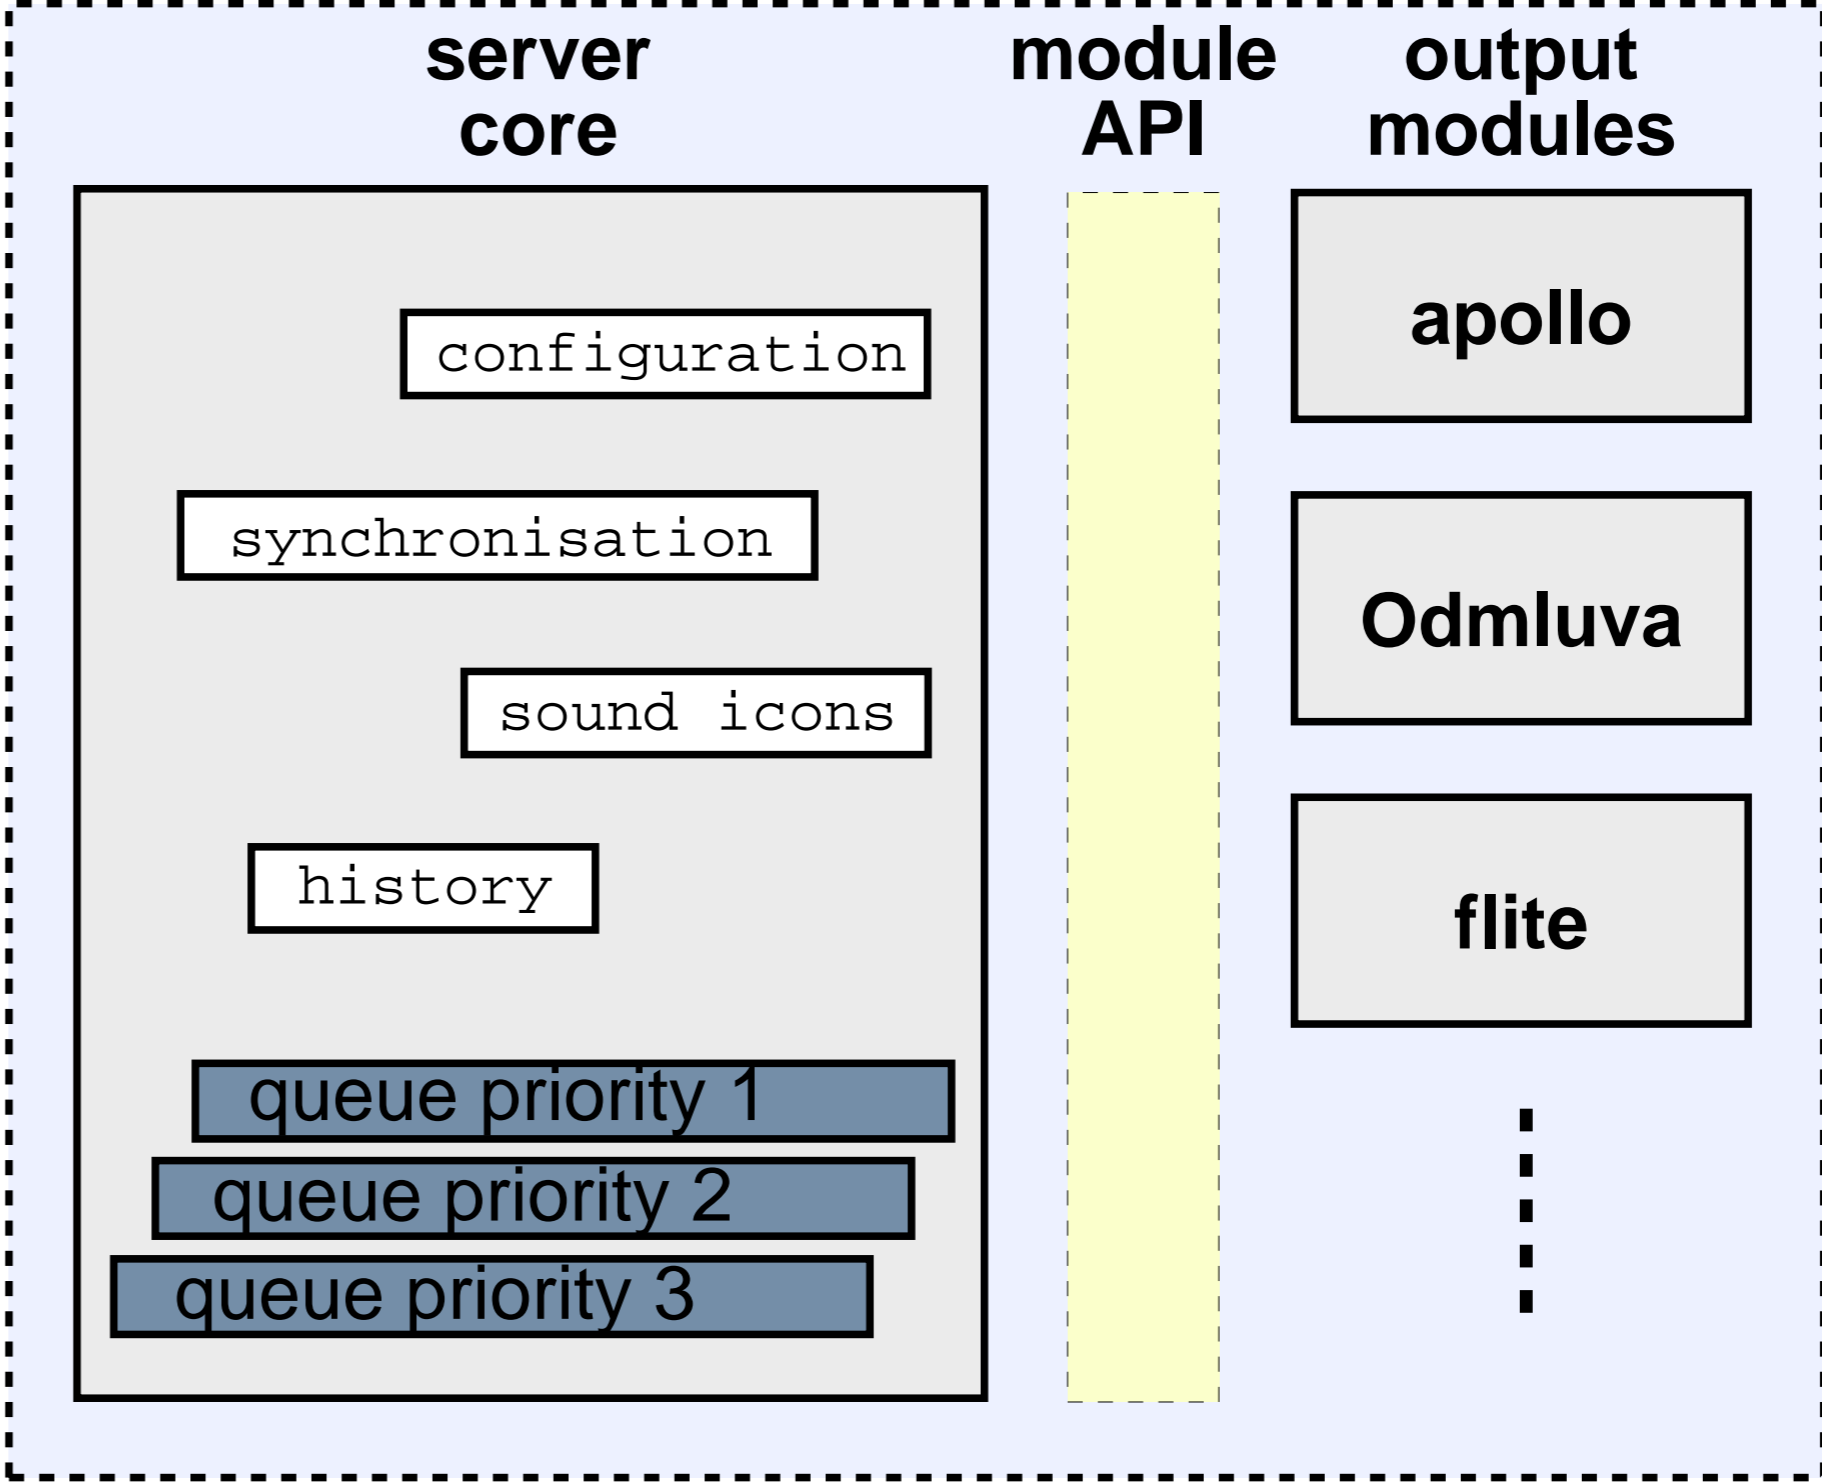 server
core
module
API
output
modules
configuration
synchronisation
sound icons
history
queue priority 1
queue priority 2
queue priority 3
apollo
Odmluva
flite